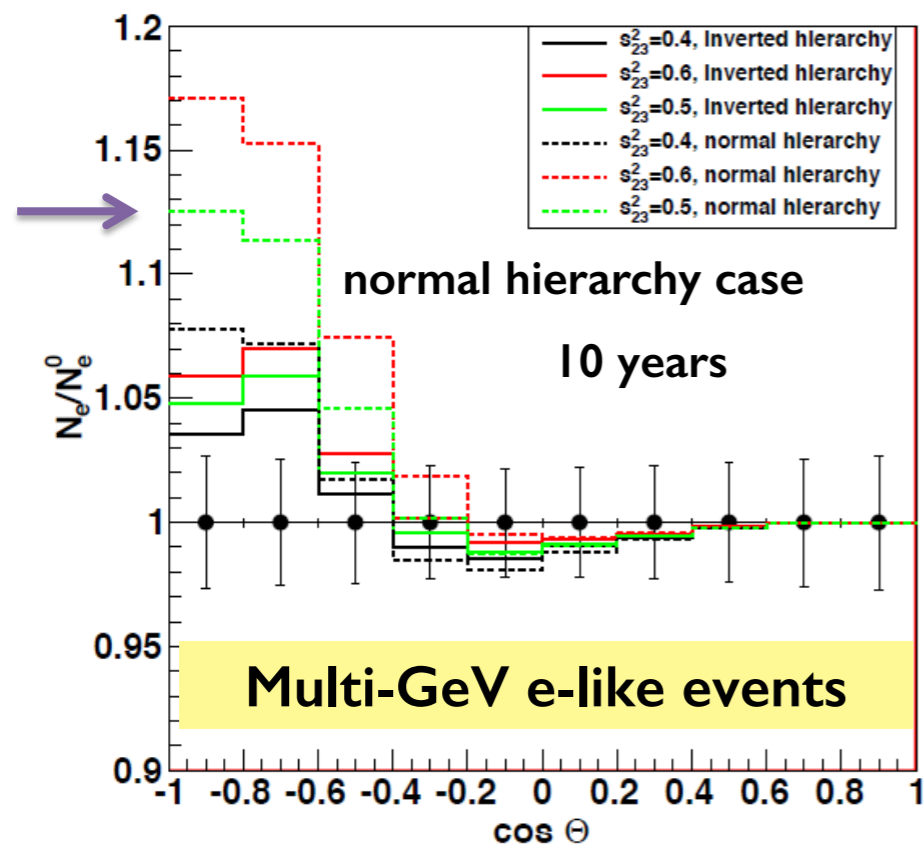 1.2
1.15
1.1
1.05
1
0.95
0.9
N_e/N_e^0
s²₂₃=0.4, Inverted hierarchy
s²₂₃=0.6, Inverted hierarchy
s²₂₃=0.5, Inverted hierarchy
s²₂₃=0.4, normal hierarchy
s²₂₃=0.6, normal hierarchy
s²₂₃=0.5, normal hierarchy
normal hierarchy case
10 years
Multi-GeV e-like events
-1 -0.8 -0.6 -0.4 -0.2 0 0.2 0.4 0.6 0.8 1
cos Θ